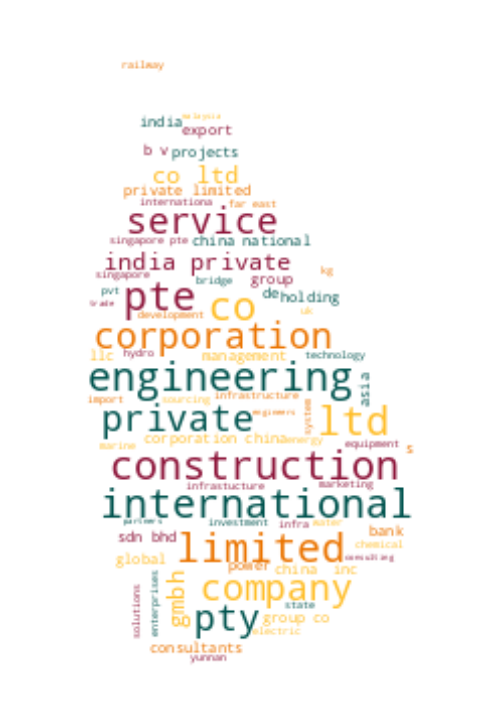 railway
malaysia
india
export
b v projects
co ltd
private limited
internationa far east
service
singapore pte china national
india private
singapore bridge group kg
pvt pte co de holding
trade development uk
corporation
llc hydro management technology
engineering
asia
import sourcing infrastructure
private engineers system ltd
corporation china energy
marine equipment s
construction
infrastucture marketing
international
partners investment infra water
sdn bhd bank
limited chemical
global power consulting
china inc
solutions enterprises gmbh company
state
pty group co
electric
consultants
yunnan